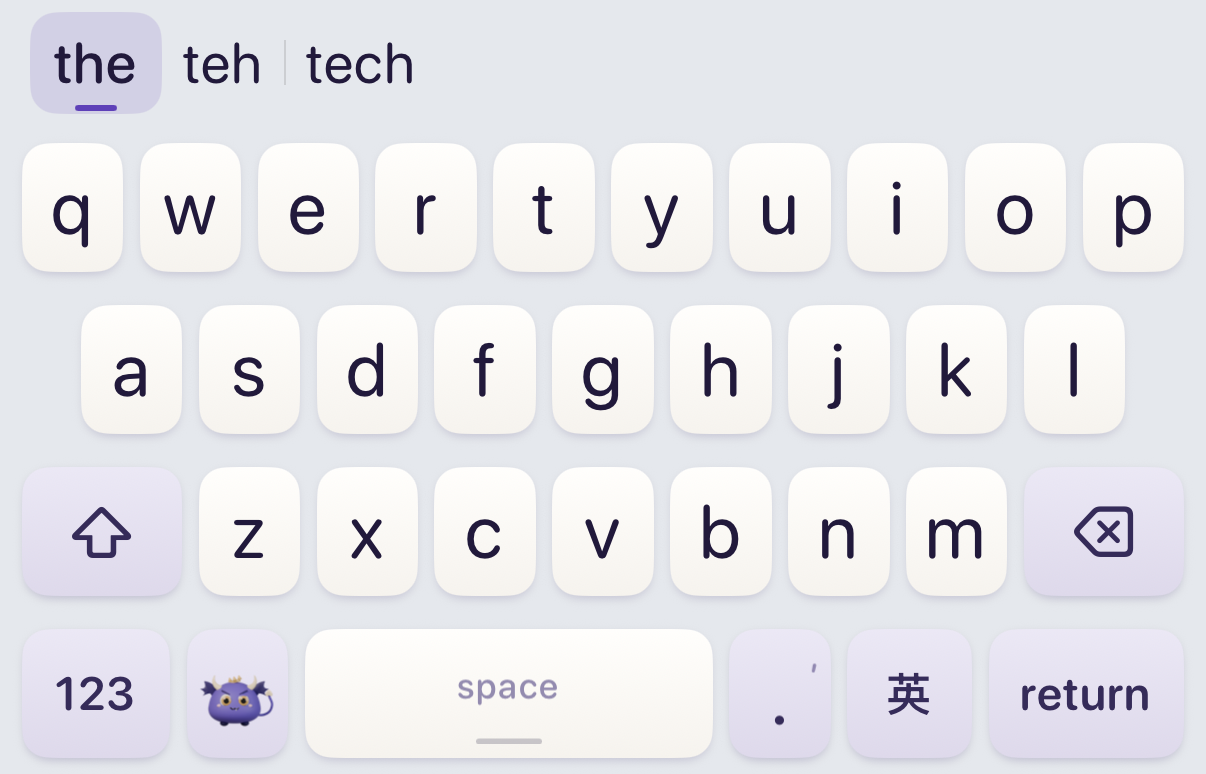 the teh tech
q w e r t y u i o p
a s d f g h j k l
z x c v b n m
123 space . ' 英 return